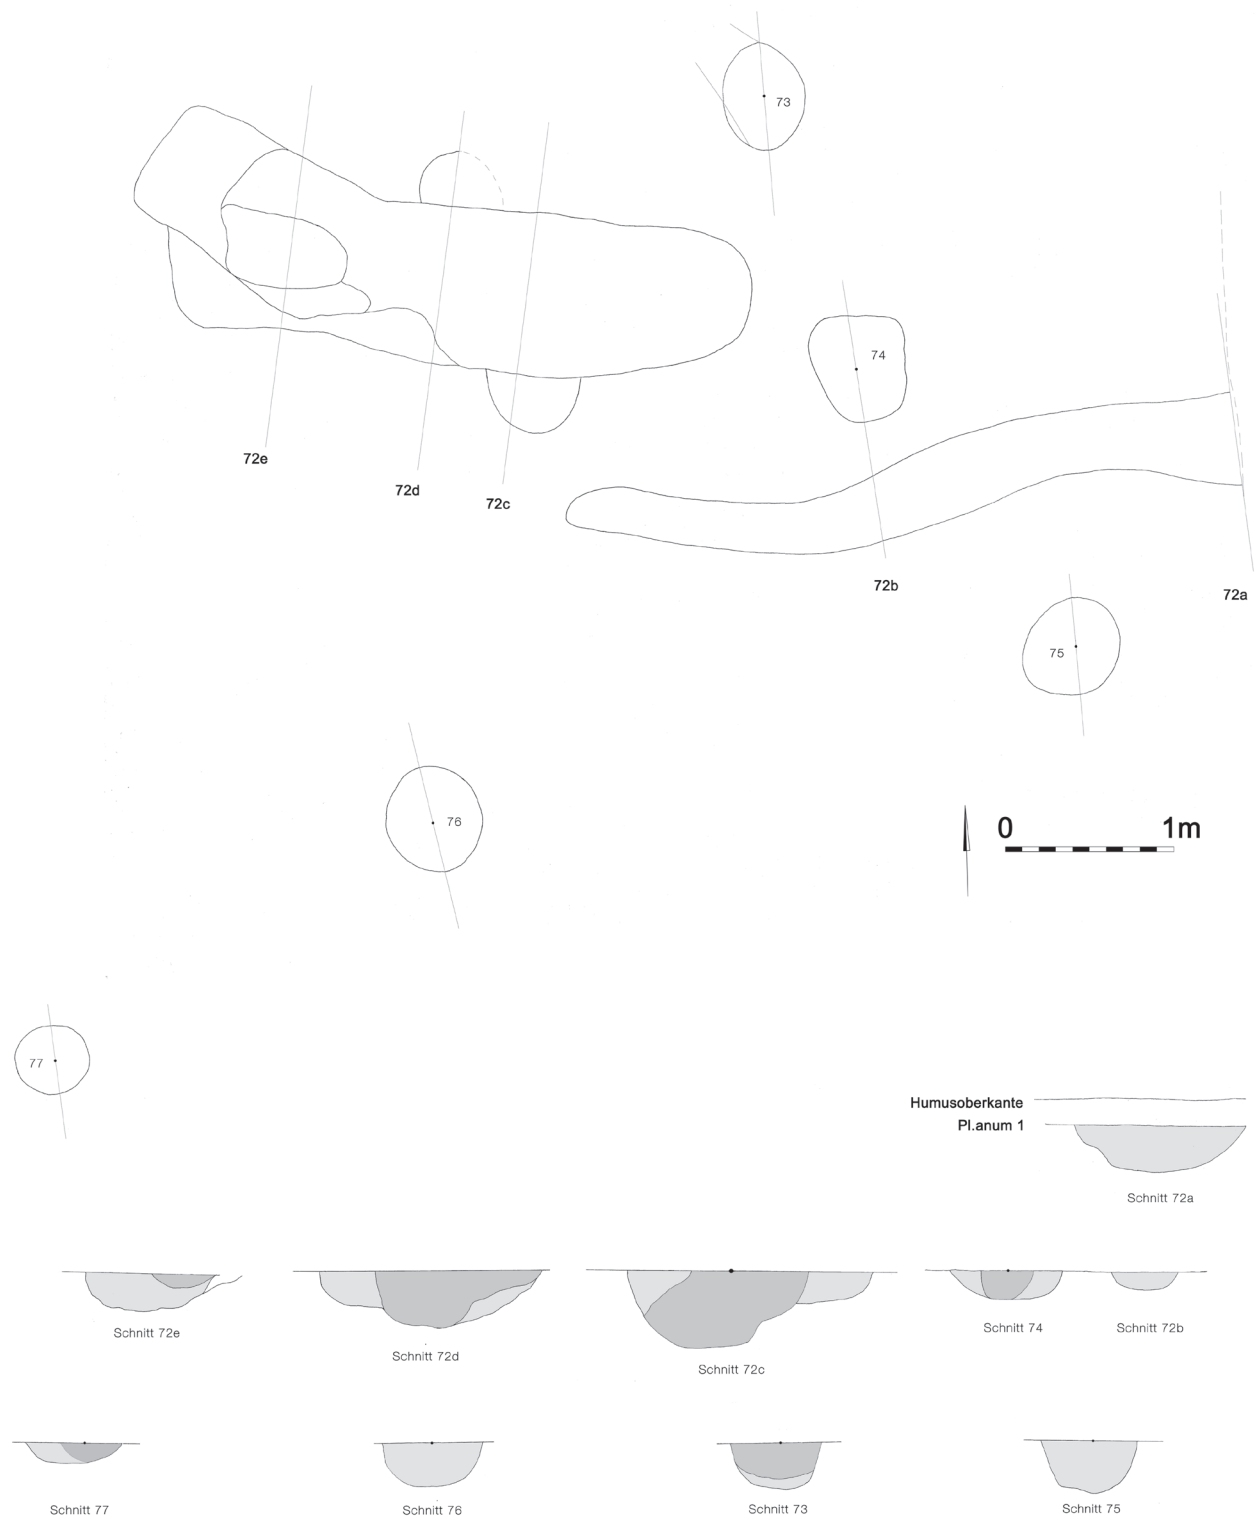 73
74
72e
72d
72c
72b
72a
75
76
0 1m
77
Humusoberkante
Pl.anum 1
Schnitt 72a
Schnitt 72e
Schnitt 72d
Schnitt 72c
Schnitt 74
Schnitt 72b
Schnitt 77
Schnitt 76
Schnitt 73
Schnitt 75